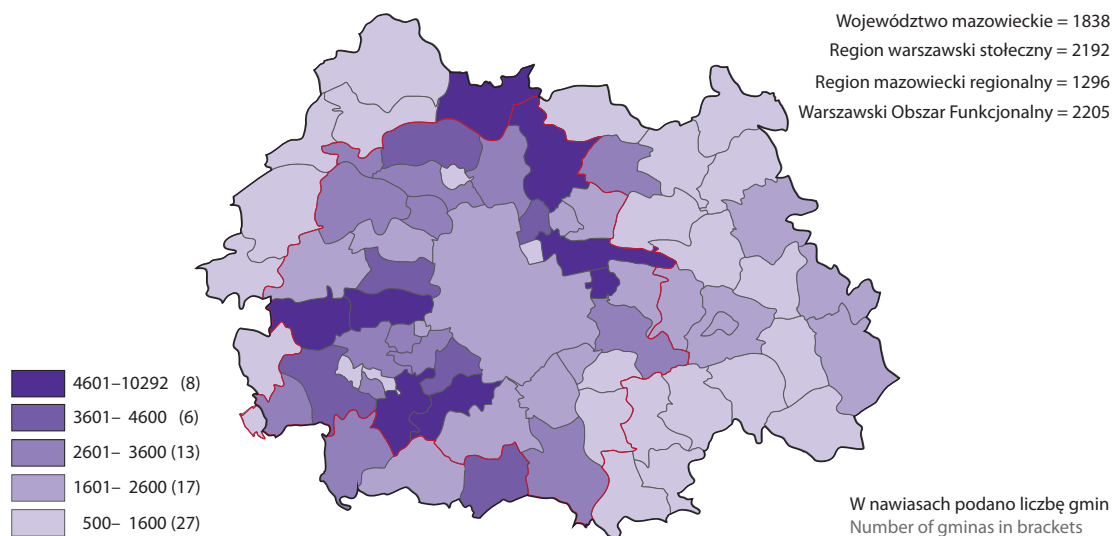 Województwo mazowieckie = 1838
Region warszawski stołeczny = 2192
Region mazowiecki regionalny = 1296
Warszawski Obszar Funkcjonalny = 2205
4601–10292 (8)
3601– 4600 (6)
2601– 3600 (13)
1601– 2600 (17)
500– 1600 (27)
W nawiasach podano liczbę gmin
Number of gminas in brackets